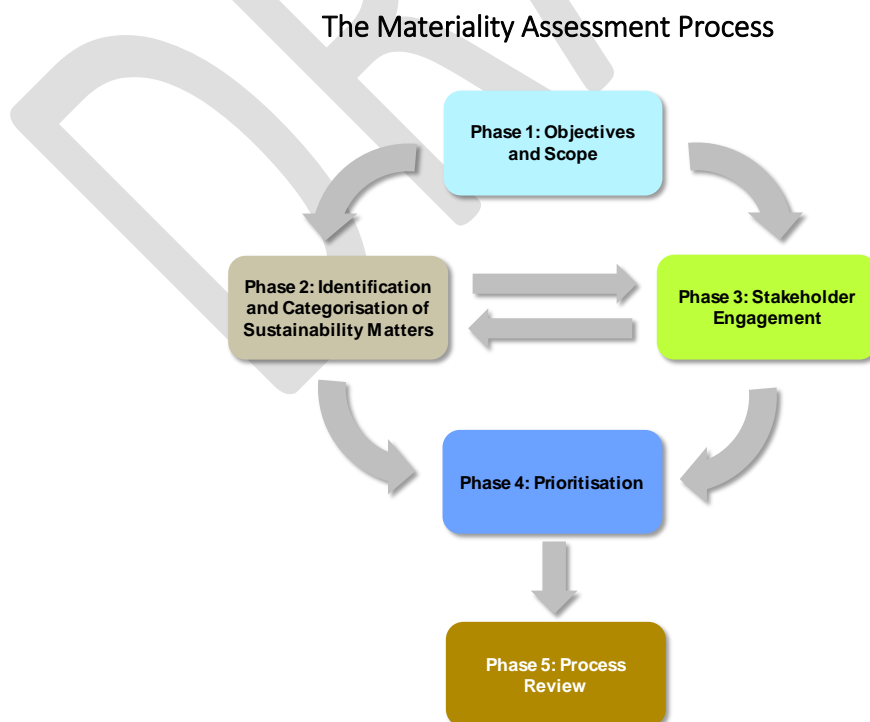 The Materiality Assessment Process
Phase 1: Objectives
and Scope
Phase 2: Identification
and Categorisation of
Sustainability Matters
Phase 3: Stakeholder
Engagement
Phase 4: Prioritisation
Phase 5: Process
Review